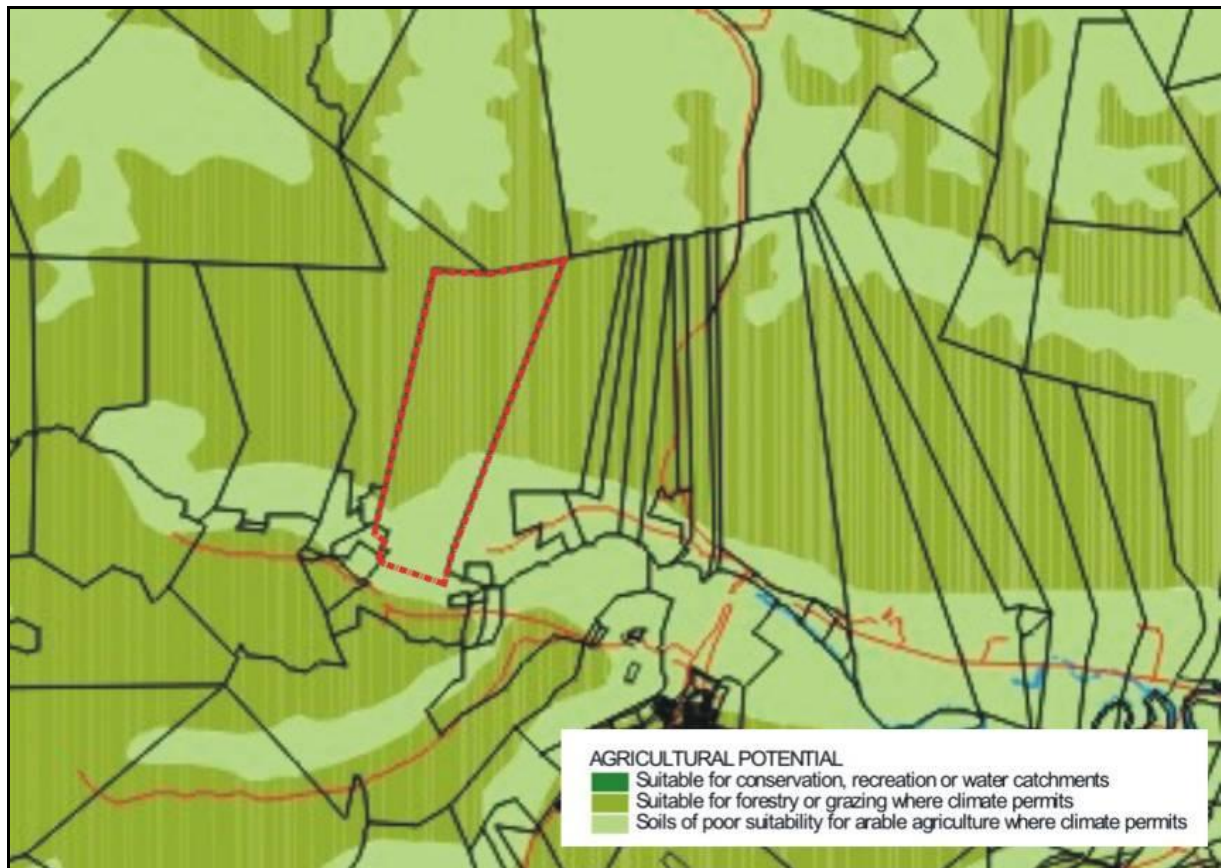 AGRICULTURAL POTENTIAL
Suitable for conservation, recreation or water catchments
Suitable for forestry or grazing where climate permits
Soils of poor suitability for arable agriculture where climate permits